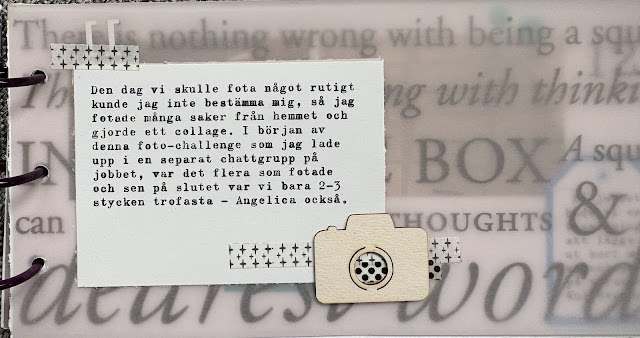 There is nothing wrong with being a squ
Den dag vi skulle fota något rutigt
kunde jag inte bestämma mig, så jag
fotade många saker från hemmet och
gjorde ett collage. I början av
denna foto-challenge som jag lade
upp i en separat chattgrupp på
jobbet, var det flera som fotade
och sen på slutet var vi bara 2-3
stycken trofasta - Angelica också.
Th ng with thinki
IN BOX A squ
can THOUGHTS &
dearest word